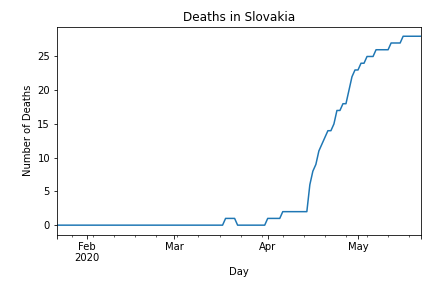 Deaths in Slovakia
Number of Deaths
25
20
15
10
5
0
Feb
2020
Mar
Apr
May
Day